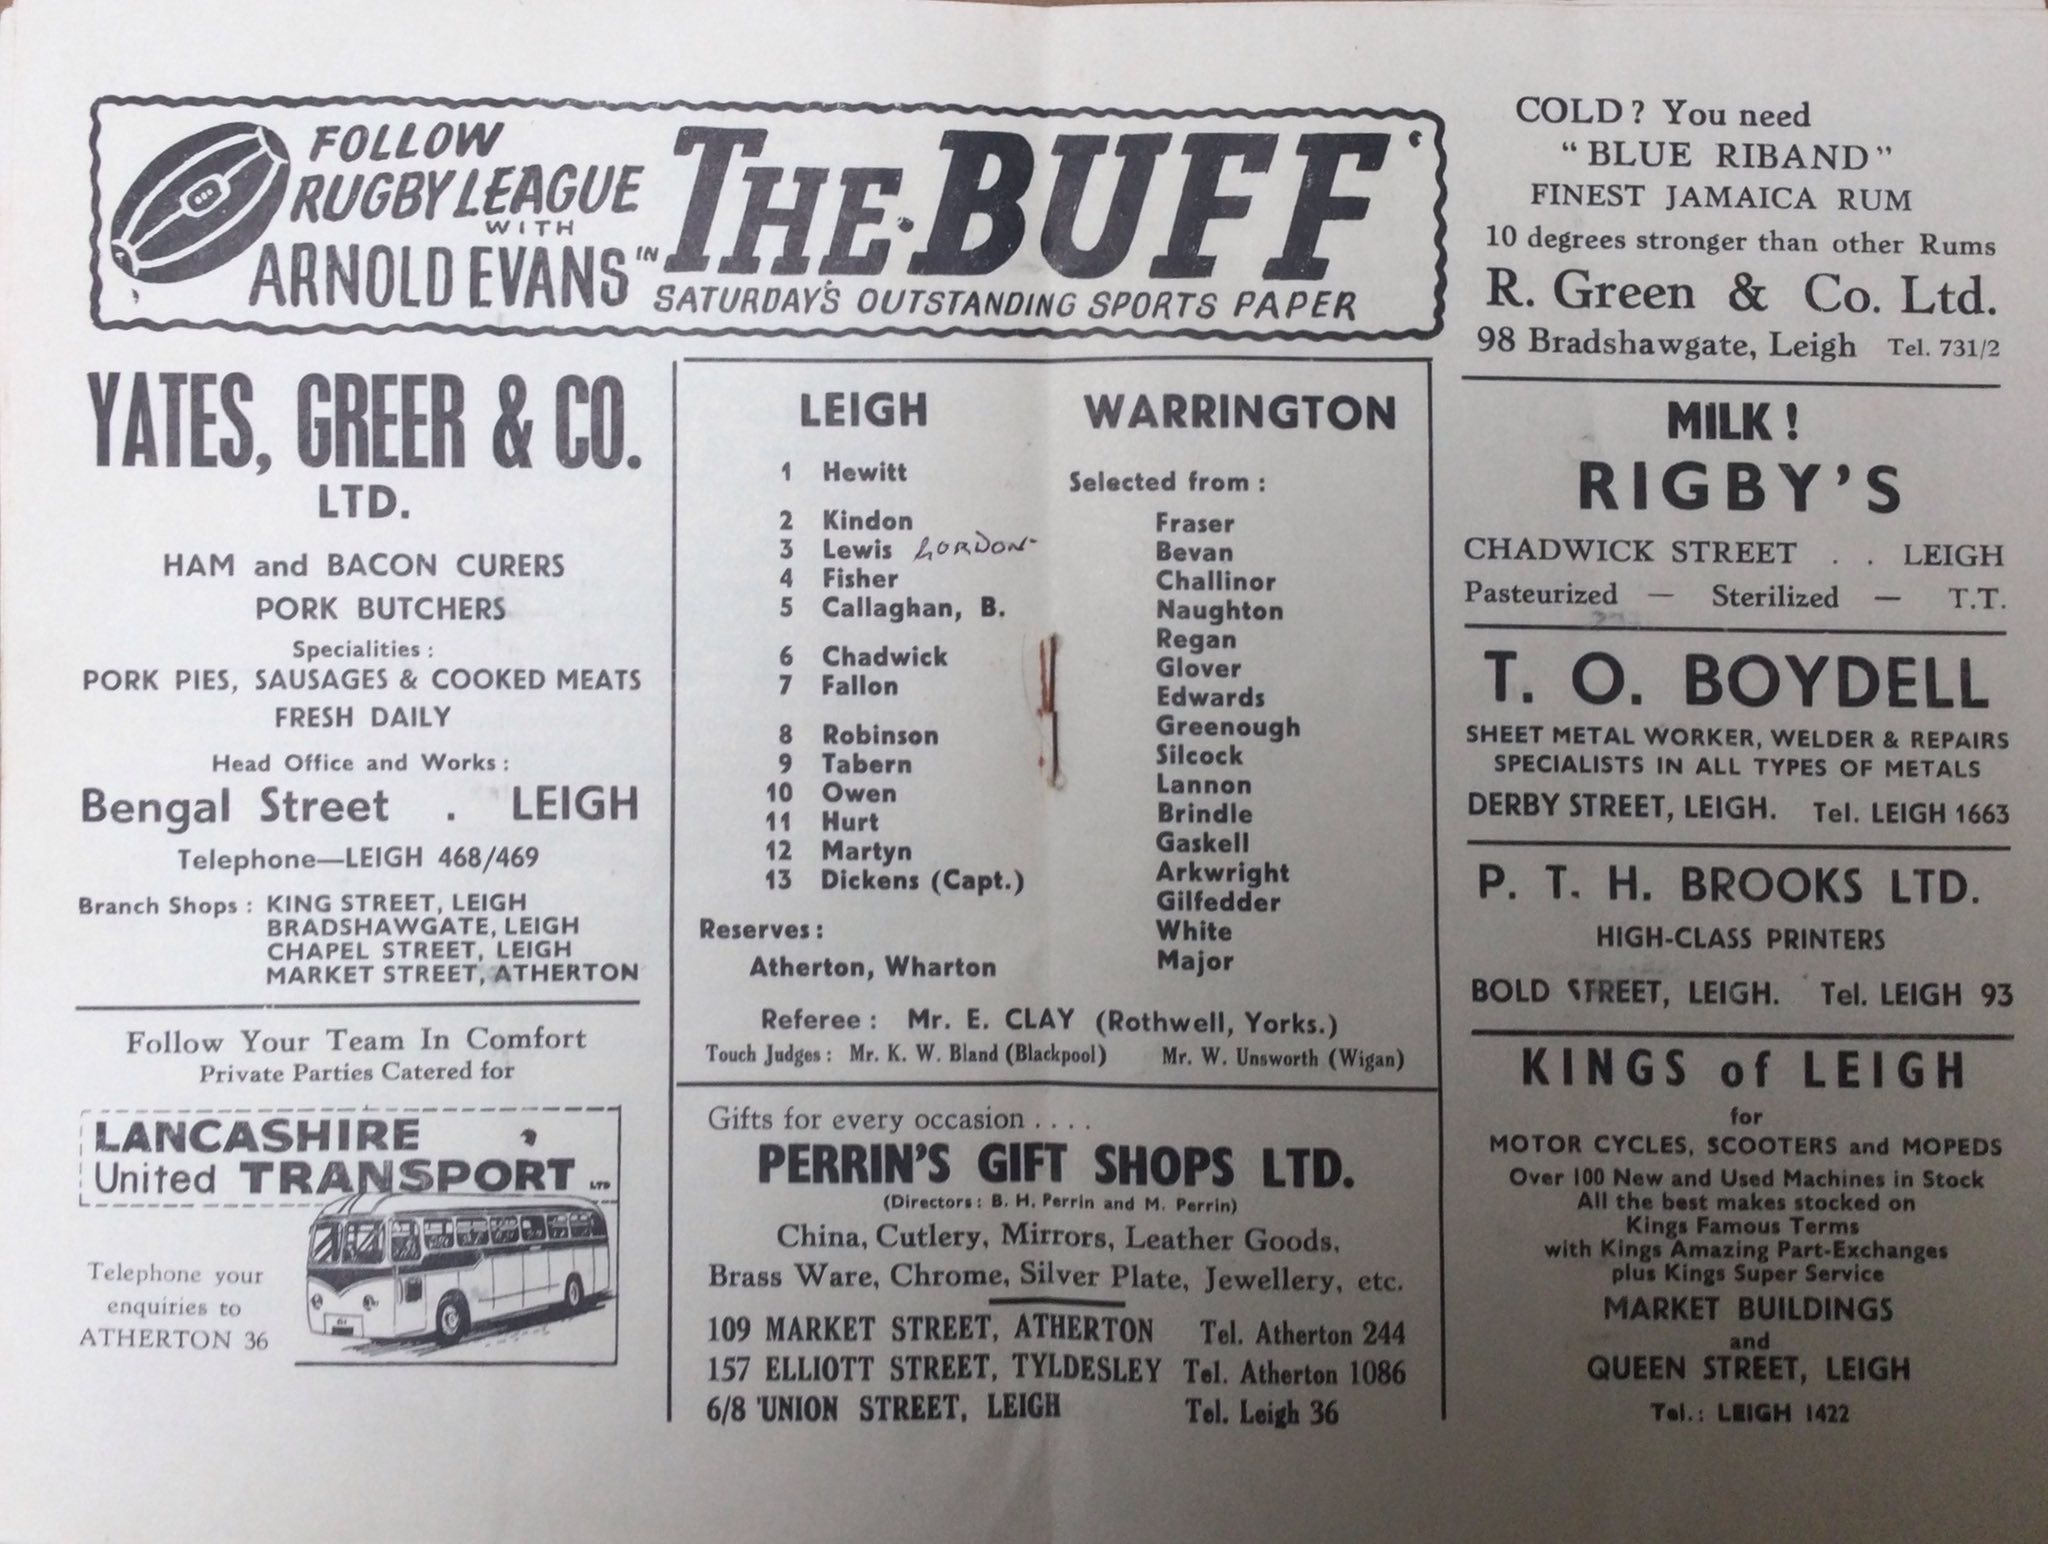 FOLLOW
RUGBY LEAGUE
WITH
ARNOLD EVANS IN
THE BUFF
SATURDAY'S OUTSTANDING SPORTS PAPER
YATES, GREER & CO.
LTD.
HAM and BACON CURERS
PORK BUTCHERS
Specialities :
PORK PIES, SAUSAGES & COOKED MEATS
FRESH DAILY
Head Office and Works :
Bengal Street . LEIGH
Telephone—LEIGH 468/469
Branch Shops : KING STREET, LEIGH
BRADSHAWGATE, LEIGH
CHAPEL STREET, LEIGH
MARKET STREET, ATHERTON
Follow Your Team In Comfort
Private Parties Catered for
LANCASHIRE
United TRANSPORT LTD
Telephone your
enquiries to
ATHERTON 36
LEIGH
1 Hewitt
2 Kindon
3 Lewis GORDON
4 Fisher
5 Callaghan, B.
6 Chadwick
7 Fallon
8 Robinson
9 Tabern
10 Owen
11 Hurt
12 Martyn
13 Dickens (Capt.)
Reserves :
Atherton, Wharton
WARRINGTON
Selected from :
Fraser
Bevan
Challinor
Naughton
Regan
Glover
Edwards
Greenough
Silcock
Lannon
Brindle
Gaskell
Arkwright
Gilfedder
White
Major
Referee : Mr. E. CLAY (Rothwell, Yorks.)
Touch Judges : Mr. K. W. Bland (Blackpool) Mr. W. Unsworth (Wigan)
Gifts for every occasion . . . .
PERRIN'S GIFT SHOPS LTD.
(Directors : B. H. Perrin and M. Perrin)
China, Cutlery, Mirrors, Leather Goods,
Brass Ware, Chrome, Silver Plate, Jewellery, etc.
109 MARKET STREET, ATHERTON Tel. Atherton 244
157 ELLIOTT STREET, TYLDESLEY Tel. Atherton 1086
6/8 UNION STREET, LEIGH Tel. Leigh 36
COLD ? You need
"BLUE RIBAND"
FINEST JAMAICA RUM
10 degrees stronger than other Rums
R. Green & Co. Ltd.
98 Bradshawgate, Leigh Tel. 731/2
MILK !
RIGBY'S
CHADWICK STREET . . LEIGH
Pasteurized — Sterilized — T.T.
T. O. BOYDELL
SHEET METAL WORKER, WELDER & REPAIRS
SPECIALISTS IN ALL TYPES OF METALS
DERBY STREET, LEIGH. Tel. LEIGH 1663
P. T. H. BROOKS LTD.
HIGH-CLASS PRINTERS
BOLD STREET, LEIGH. Tel. LEIGH 93
KINGS of LEIGH
for
MOTOR CYCLES, SCOOTERS and MOPEDS
Over 100 New and Used Machines in Stock
All the best makes stocked on
Kings Famous Terms
with Kings Amazing Part-Exchanges
plus Kings Super Service
MARKET BUILDINGS
and
QUEEN STREET, LEIGH
Tel. : LEIGH 1422